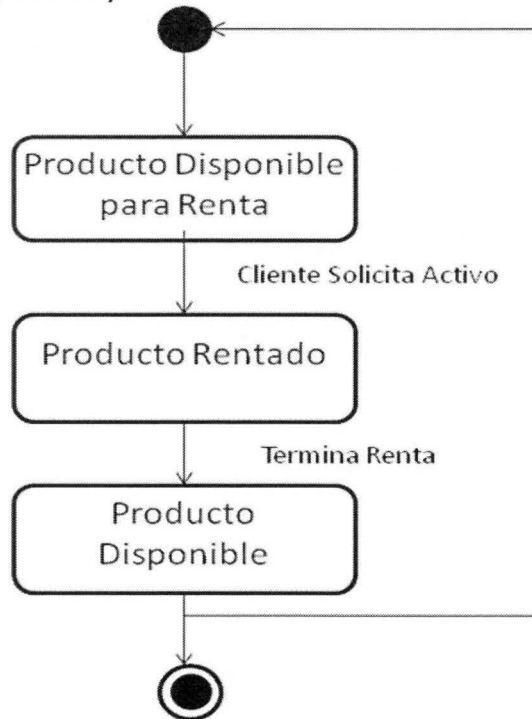 Producto Disponible
para Renta
Cliente Solicita Activo
Producto Rentado
Termina Renta
Producto
Disponible